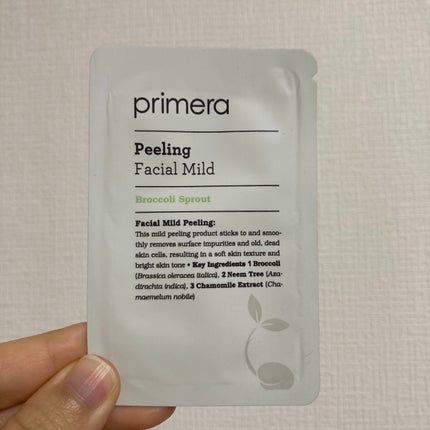 primera
Peeling
Facial Mild
Broccoli Sprout
Facial Mild Peeling:
This mild peeling product sticks to and smoo-
thly removes surface impurities and old, dead
skin cells, resulting in a soft skin texture and
bright skin tone • Key Ingredients 1 Broccoli
(Brassica oleracea italica), 2 Neem Tree (Aza-
dirachta indica), 3 Chamomile Extract (Cha-
maemelum nobile)